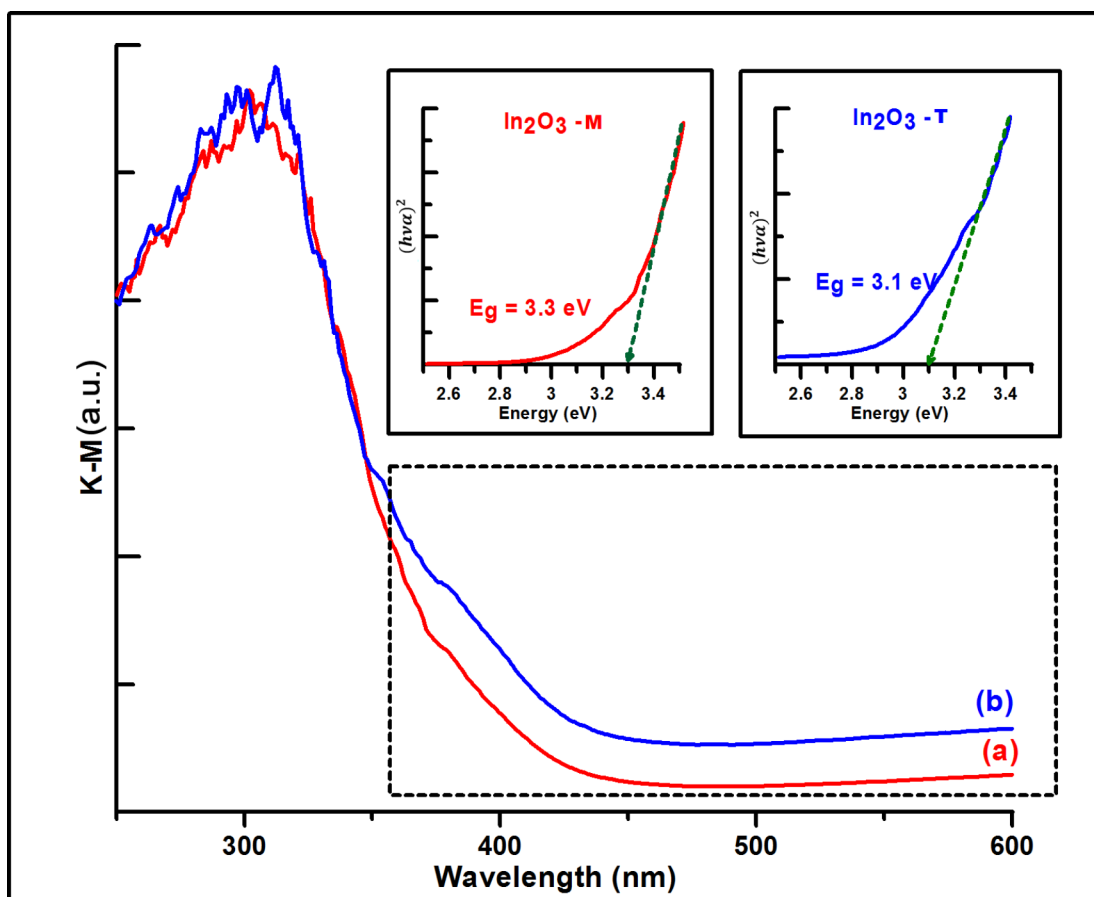 K-M (a.u.)
In₂O₃ -M
(hνα)²
Eg = 3.3 eV
2.6 2.8 3 3.2 3.4
Energy (eV)
In₂O₃ -T
(hνα)²
Eg = 3.1 eV
2.6 2.8 3 3.2 3.4
Energy (eV)
(b)
(a)
300 400 500 600
Wavelength (nm)